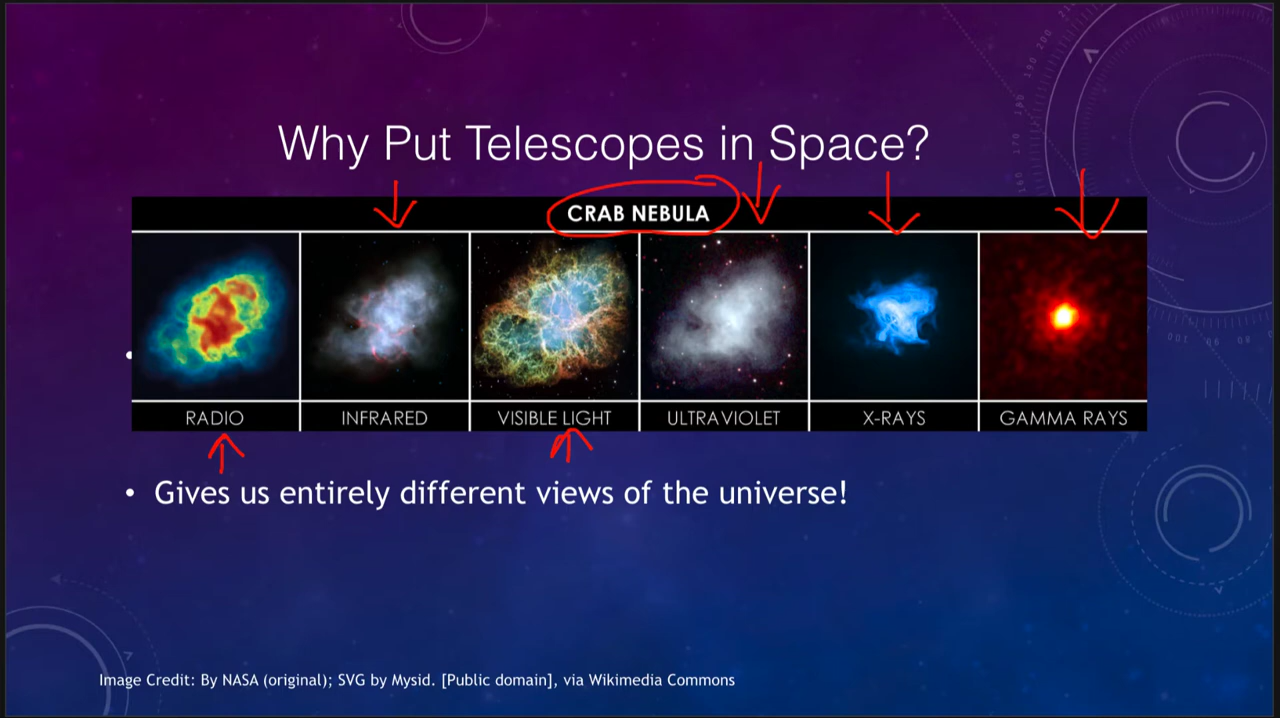 Why Put Telescopes in Space?
CRAB NEBULA
RADIO INFRARED VISIBLE LIGHT ULTRAVIOLET X-RAYS GAMMA RAYS
• Gives us entirely different views of the universe!
Image Credit: By NASA (original); SVG by Mysid. [Public domain], via Wikimedia Commons